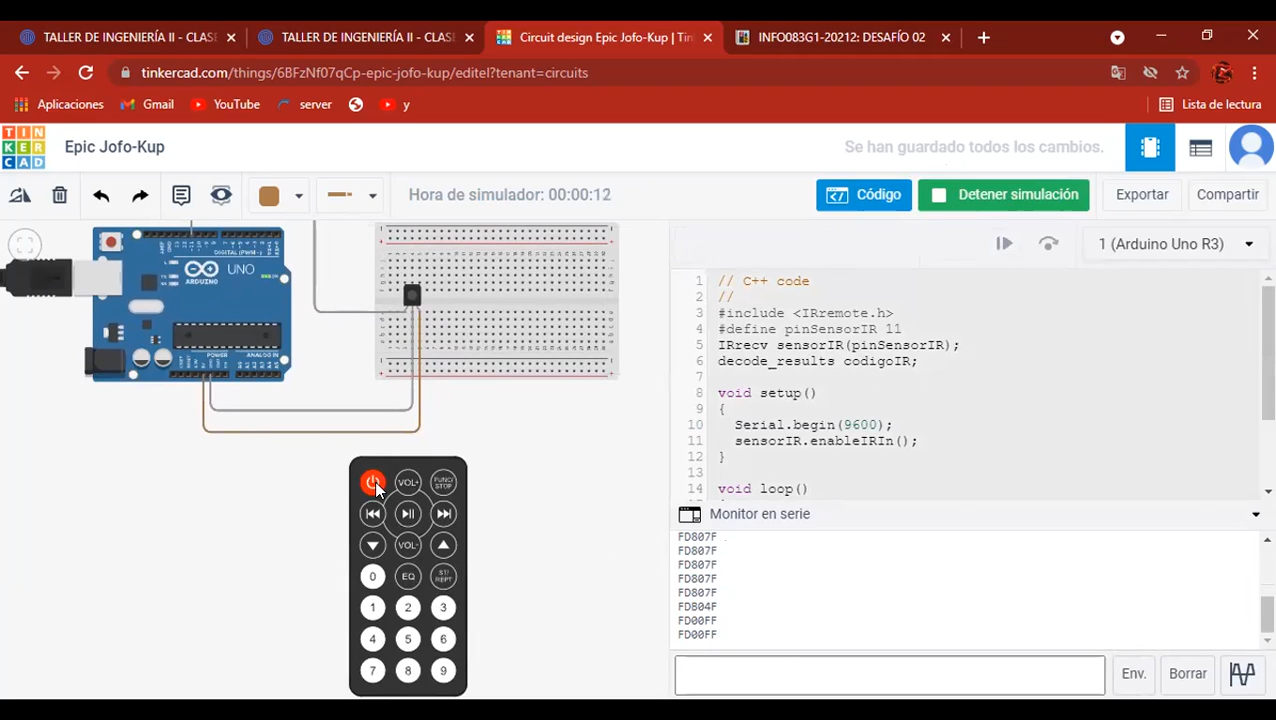 TALLER DE INGENIERÍA II - CLASE
TALLER DE INGENIERÍA II - CLASE
Circuit design Epic Jofo-Kup | Tin
INFO083G1-20212: DESAFÍO 02
tinkercad.com/things/6BFzNf07qCp-epic-jofo-kup/editel?tenant=circuits
Aplicaciones
Gmail
YouTube
server
y
Lista de lectura
TIN
KER
CAD
Epic Jofo-Kup
Se han guardado todos los cambios.
Hora de simulador: 00:00:12
Código
Detener simulación
Exportar
Compartir
1 (Arduino Uno R3)
DIGITAL (PWM~)
UNO
ARDUINO
POWER
ANALOG IN
1 // C++ code
2 //
3 #include <IRremote.h>
4 #define pinSensorIR 11
5 IRrecv sensorIR(pinSensorIR);
6 decode_results codigoIR;
7
8 void setup()
9 {
10 Serial.begin(9600);
11 sensorIR.enableIRIn();
12 }
13
14 void loop()
Monitor en serie
FD807F
FD807F
FD807F
FD807F
FD807F
FDB04F
FD00FF
FD00FF
Env.
Borrar
VOL+
FUNC/
STOP
VOL-
0
EQ
ST/
REPT
1 2 3
4 5 6
7 8 9